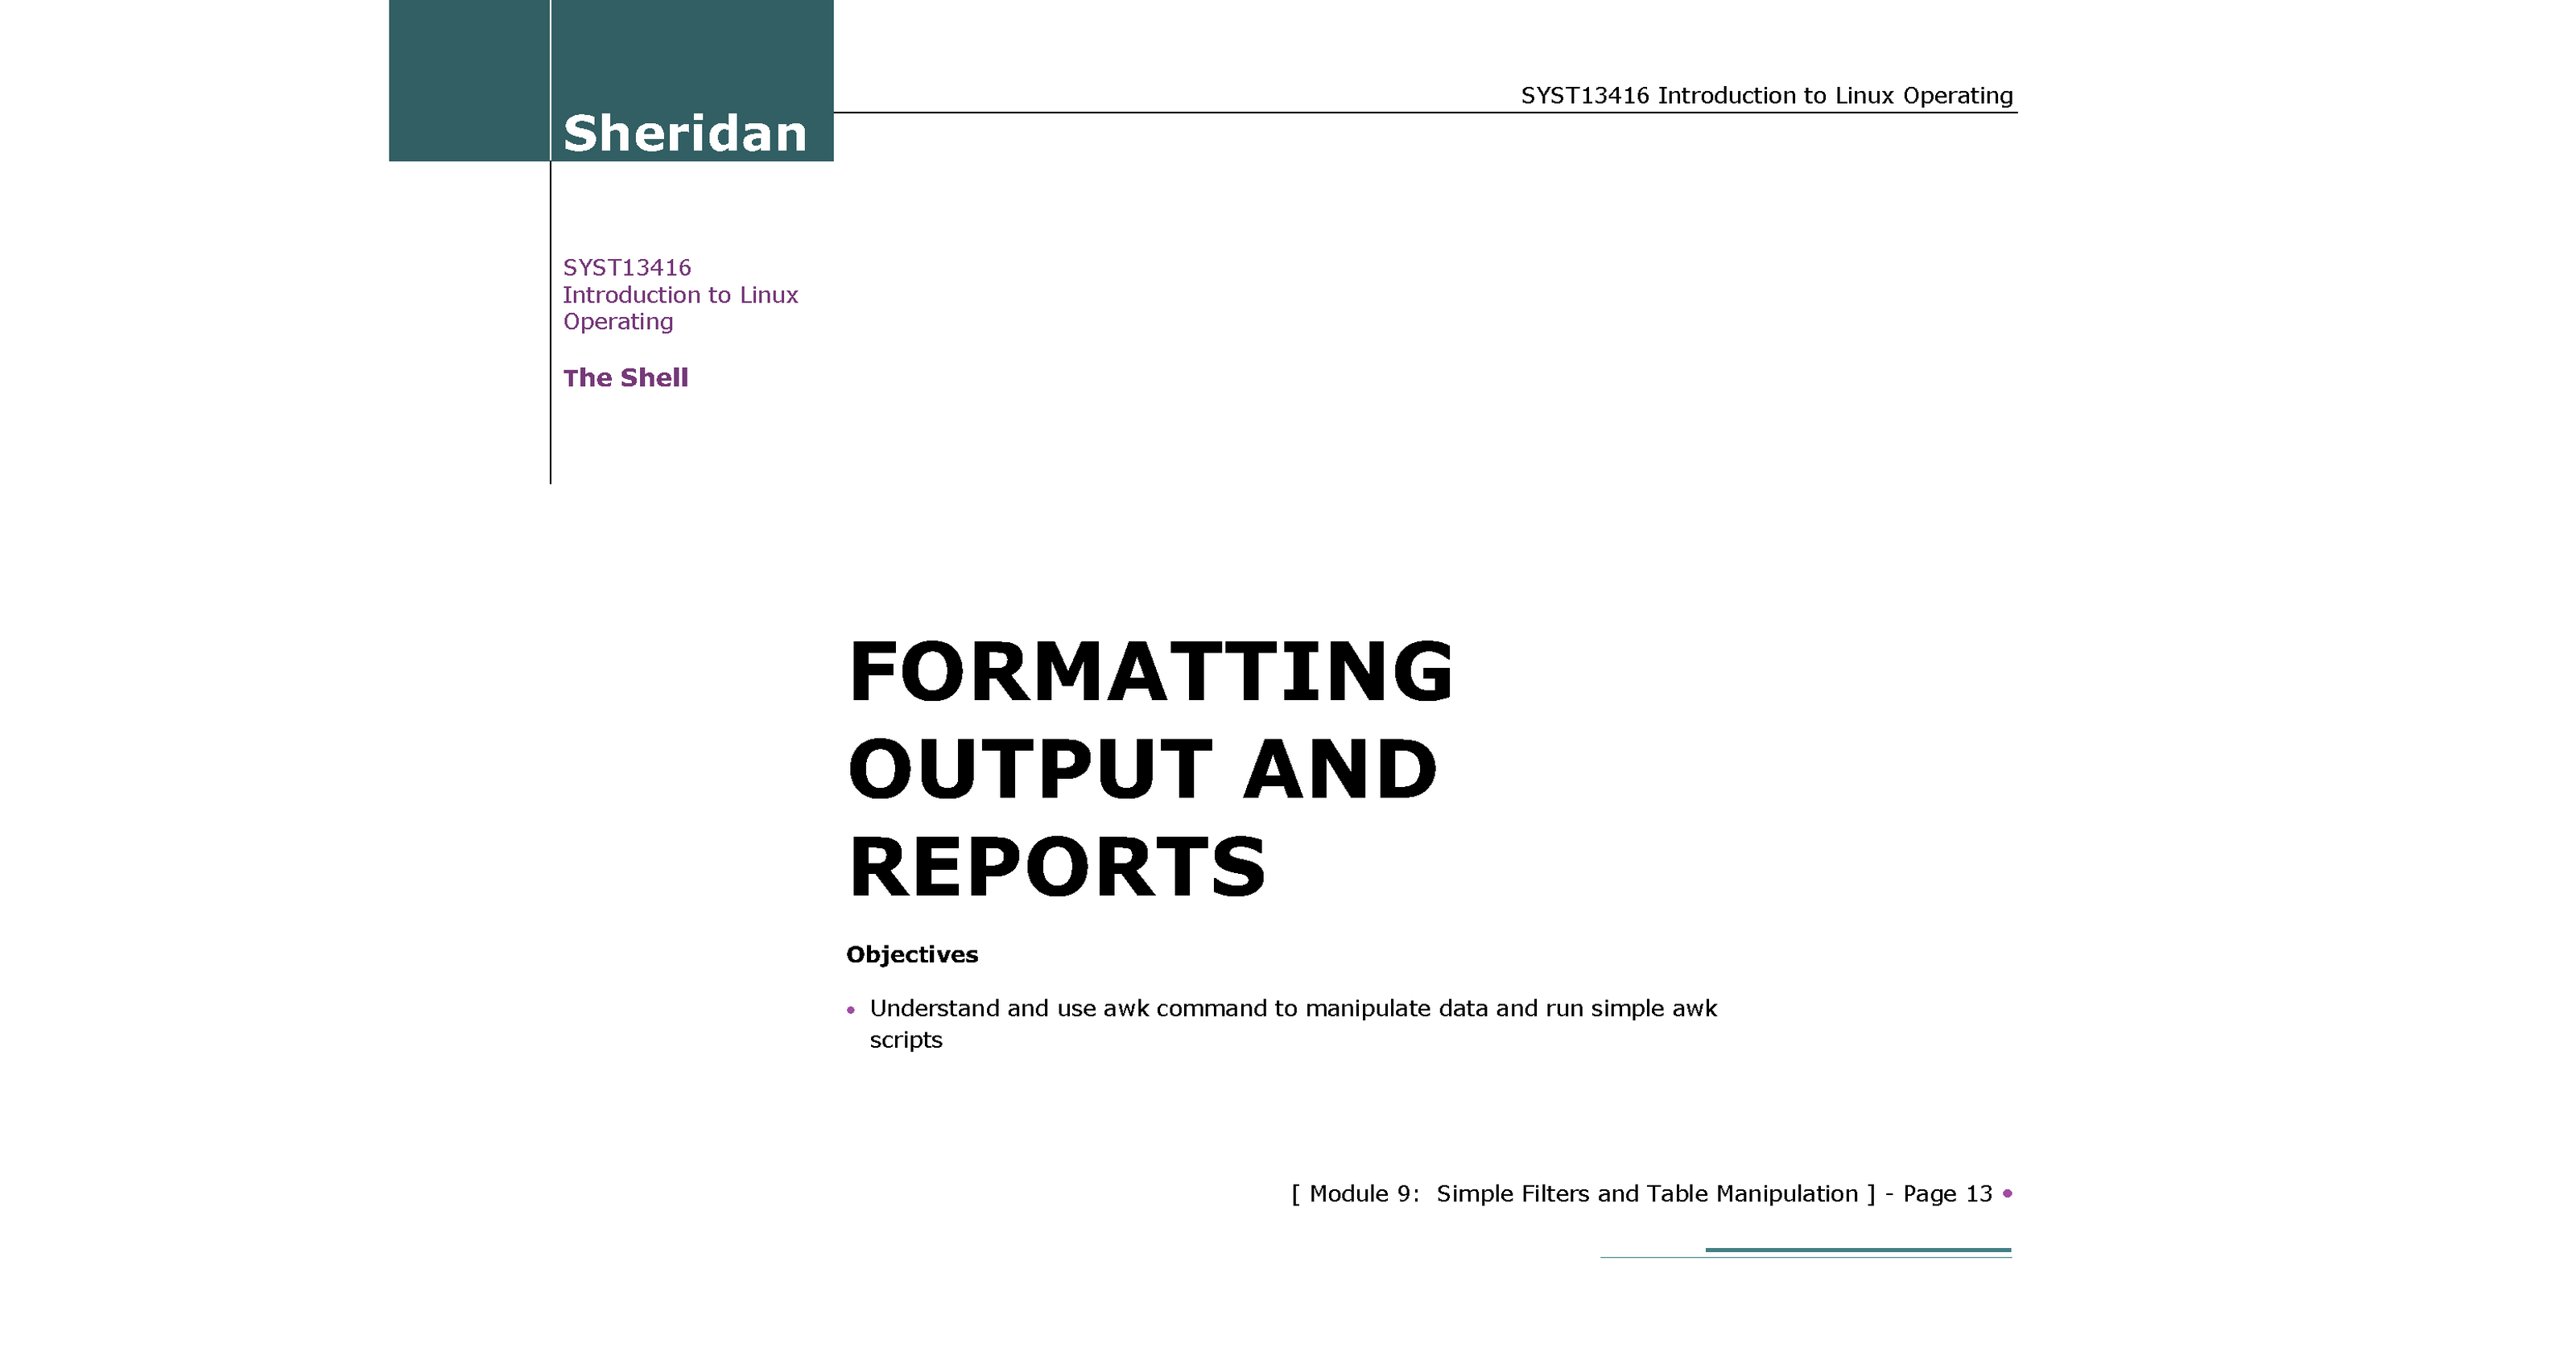 Sheridan
SYST13416 Introduction to Linux Operating
SYST13416
Introduction to Linux
Operating
The Shell
FORMATTING
OUTPUT AND
REPORTS
Objectives
• Understand and use awk command to manipulate data and run simple awk
scripts
[ Module 9:  Simple Filters and Table Manipulation ] - Page 13 •